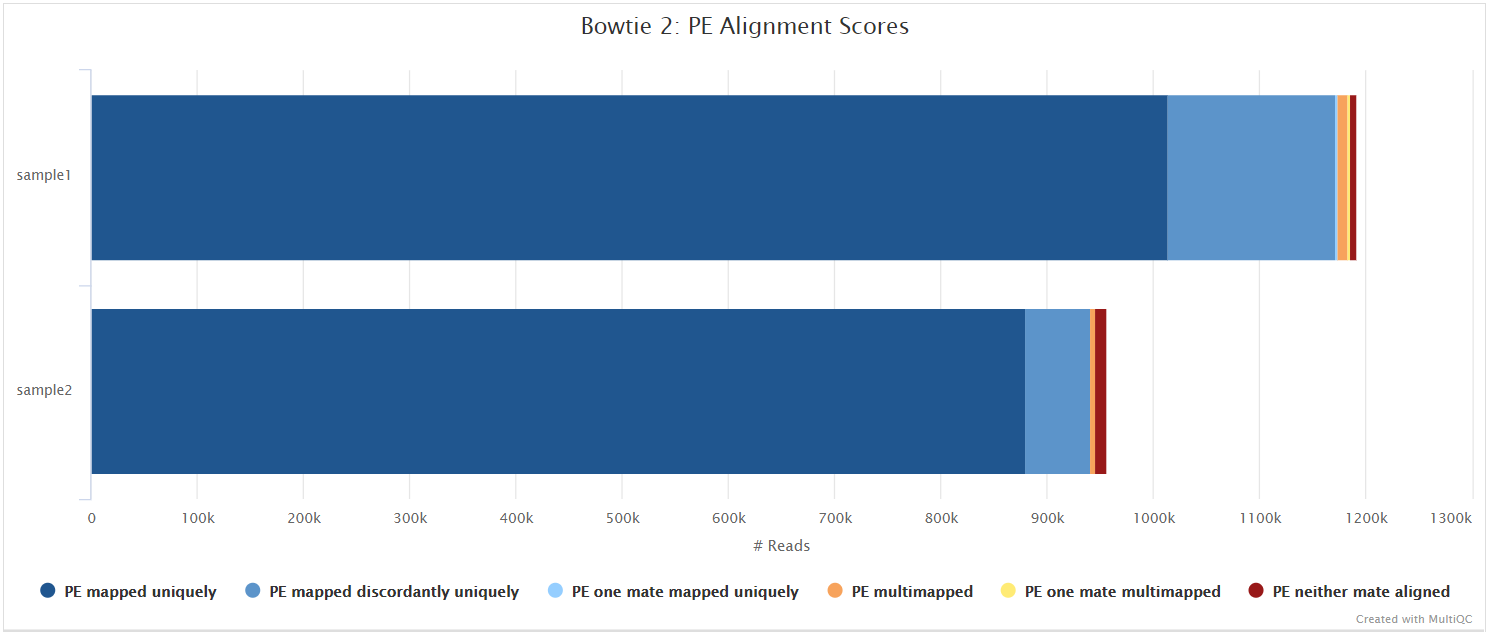 Bowtie 2: PE Alignment Scores
sample1
sample2
0 100k 200k 300k 400k 500k 600k 700k 800k 900k 1000k 1100k 1200k 1300k
# Reads
PE mapped uniquely PE mapped discordantly uniquely PE one mate mapped uniquely PE multimapped PE one mate multimapped PE neither mate aligned
Created with MultiQC